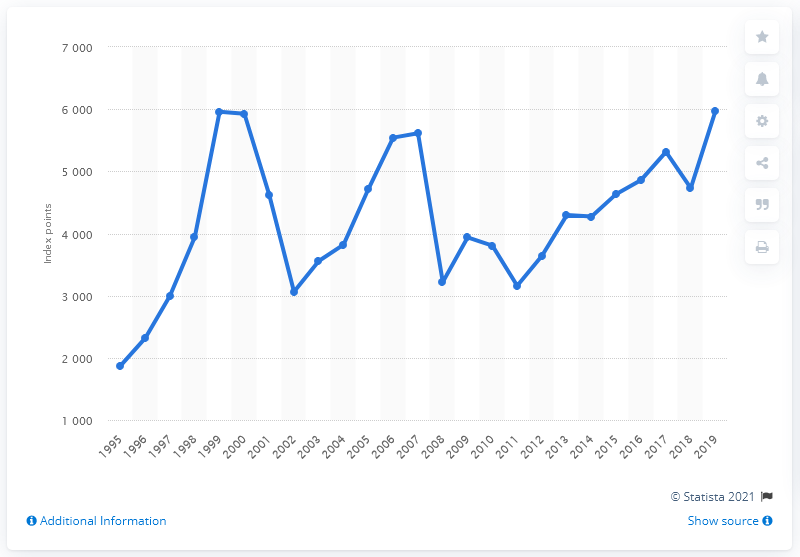 7 000
6 000
5 000
4 000
3 000
2 000
1 000
Index points
1995 1996 1997 1998 1999 2000 2001 2002 2003 2004 2005 2006 2007 2008 2009 2010 2011 2012 2013 2014 2015 2016 2017 2018 2019
© Statista 2021
Additional Information
Show source